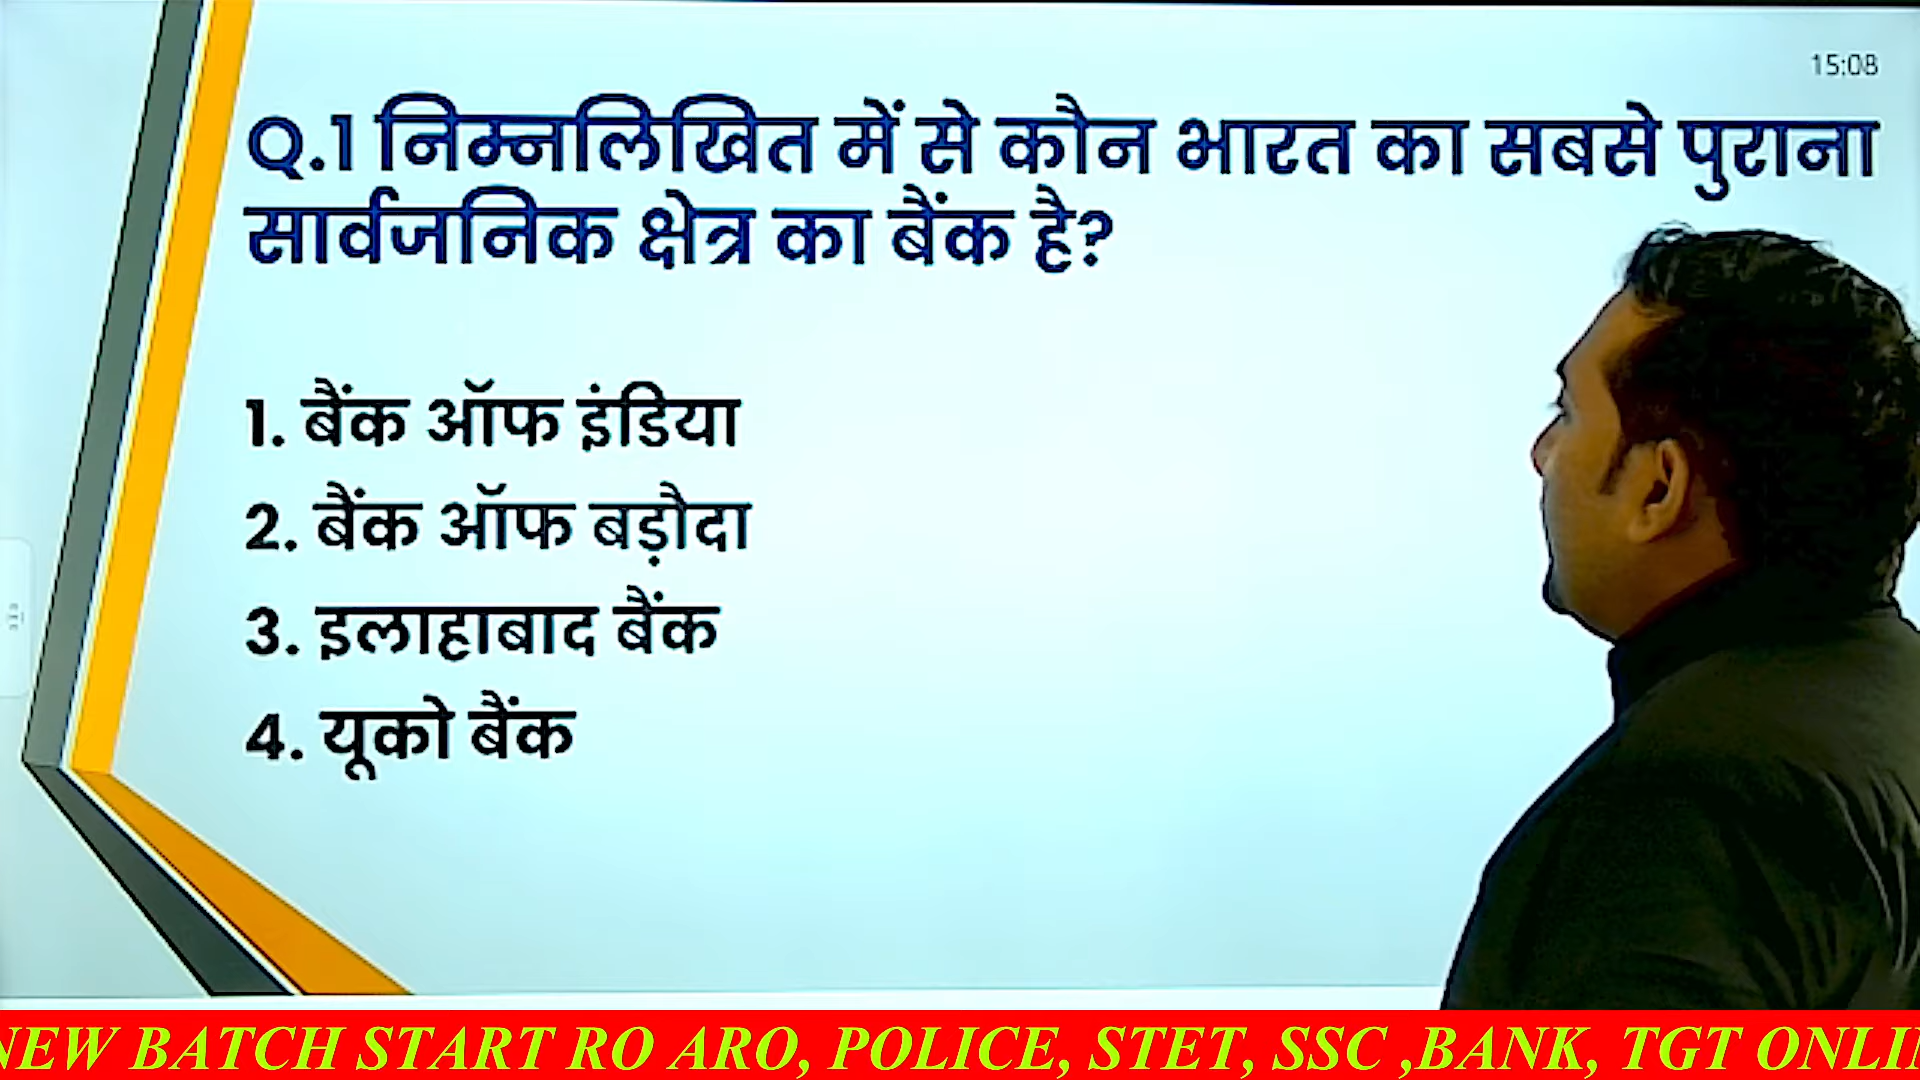 15:08
Q.1 निम्नलिखित में से कौन भारत का सबसे पुराना
सार्वजनिक क्षेत्र का बैंक है?
1. बैंक ऑफ इंडिया
2. बैंक ऑफ बड़ौदा
3. इलाहाबाद बैंक
4. यूको बैंक
NEW BATCH START RO ARO, POLICE, STET, SSC ,BANK, TGT ONLI